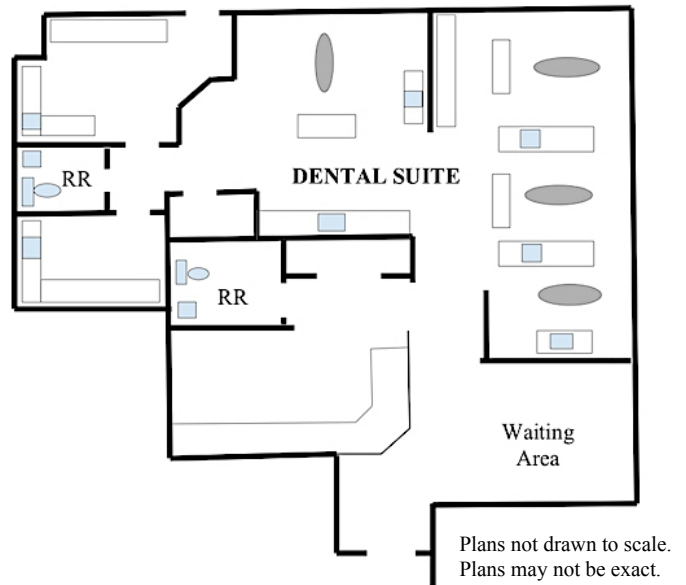 RR
DENTAL SUITE
RR
Waiting
Area
Plans not drawn to scale.
Plans may not be exact.